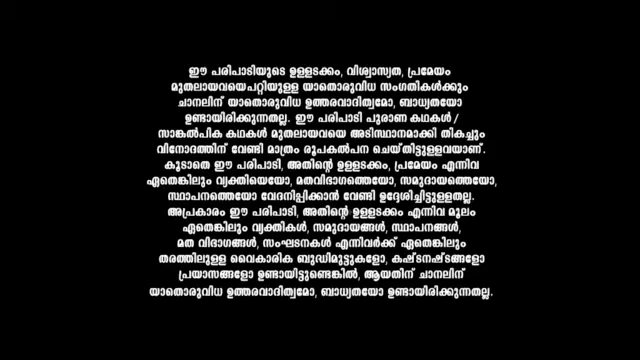 ഈ പരിപാടിയുടെ ഉള്ളടക്കം, വിശ്വാസ്യത, പ്രമേയം
മുതലായവയെപറ്റിയുള്ള യാതൊരുവിധ സംഗതികൾക്കും
ചാനലിന് യാതൊരുവിധ ഉത്തരവാദിത്വമോ, ബാധ്യതയോ
ഉണ്ടായിരിക്കുന്നതല്ല. ഈ പരിപാടി പുരാണ കഥകൾ/
സാങ്കൽപിക കഥകൾ മുതലായവയെ അടിസ്ഥാനമാക്കി തികച്ചും
വിനോദത്തിന് വേണ്ടി മാത്രം രൂപകൽപന ചെയ്തിട്ടുള്ളവയാണ്.
കൂടാതെ ഈ പരിപാടി, അതിന്റെ ഉള്ളടക്കം, പ്രമേയം എന്നിവ
ഏതെങ്കിലും വ്യക്തിയെയോ, മതവിഭാഗത്തെയോ, സമുദായത്തെയോ,
സ്ഥാപനത്തെയോ വേദനിപ്പിക്കാൻ വേണ്ടി ഉദ്ദേശിച്ചിട്ടുള്ളതല്ല.
അപ്രകാരം ഈ പരിപാടി, അതിന്റെ ഉള്ളടക്കം എന്നിവ മൂലം
ഏതെങ്കിലും വ്യക്തികൾ, സമുദായങ്ങൾ, സ്ഥാപനങ്ങൾ,
മത വിഭാഗങ്ങൾ, സംഘടനകൾ എന്നിവർക്ക് ഏതെങ്കിലും
തരത്തിലുള്ള വൈകാരിക ബുദ്ധിമുട്ടുകളോ, കഷ്ടനഷ്ടങ്ങളോ
പ്രയാസങ്ങളോ ഉണ്ടായിട്ടുണ്ടെങ്കിൽ, ആയതിന് ചാനലിന്
യാതൊരുവിധ ഉത്തരവാദിത്വമോ, ബാധ്യതയോ ഉണ്ടായിരിക്കുന്നതല്ല.